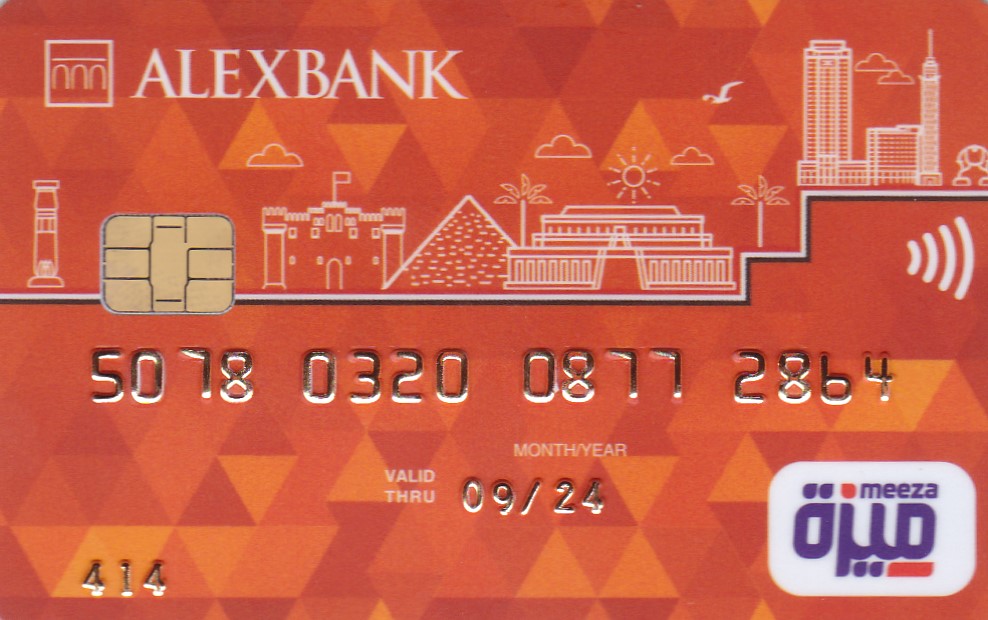 ALEXBANK
5078 0320 0877 2864
MONTH/YEAR
VALID
THRU 09/24
meeza
ميزة
414